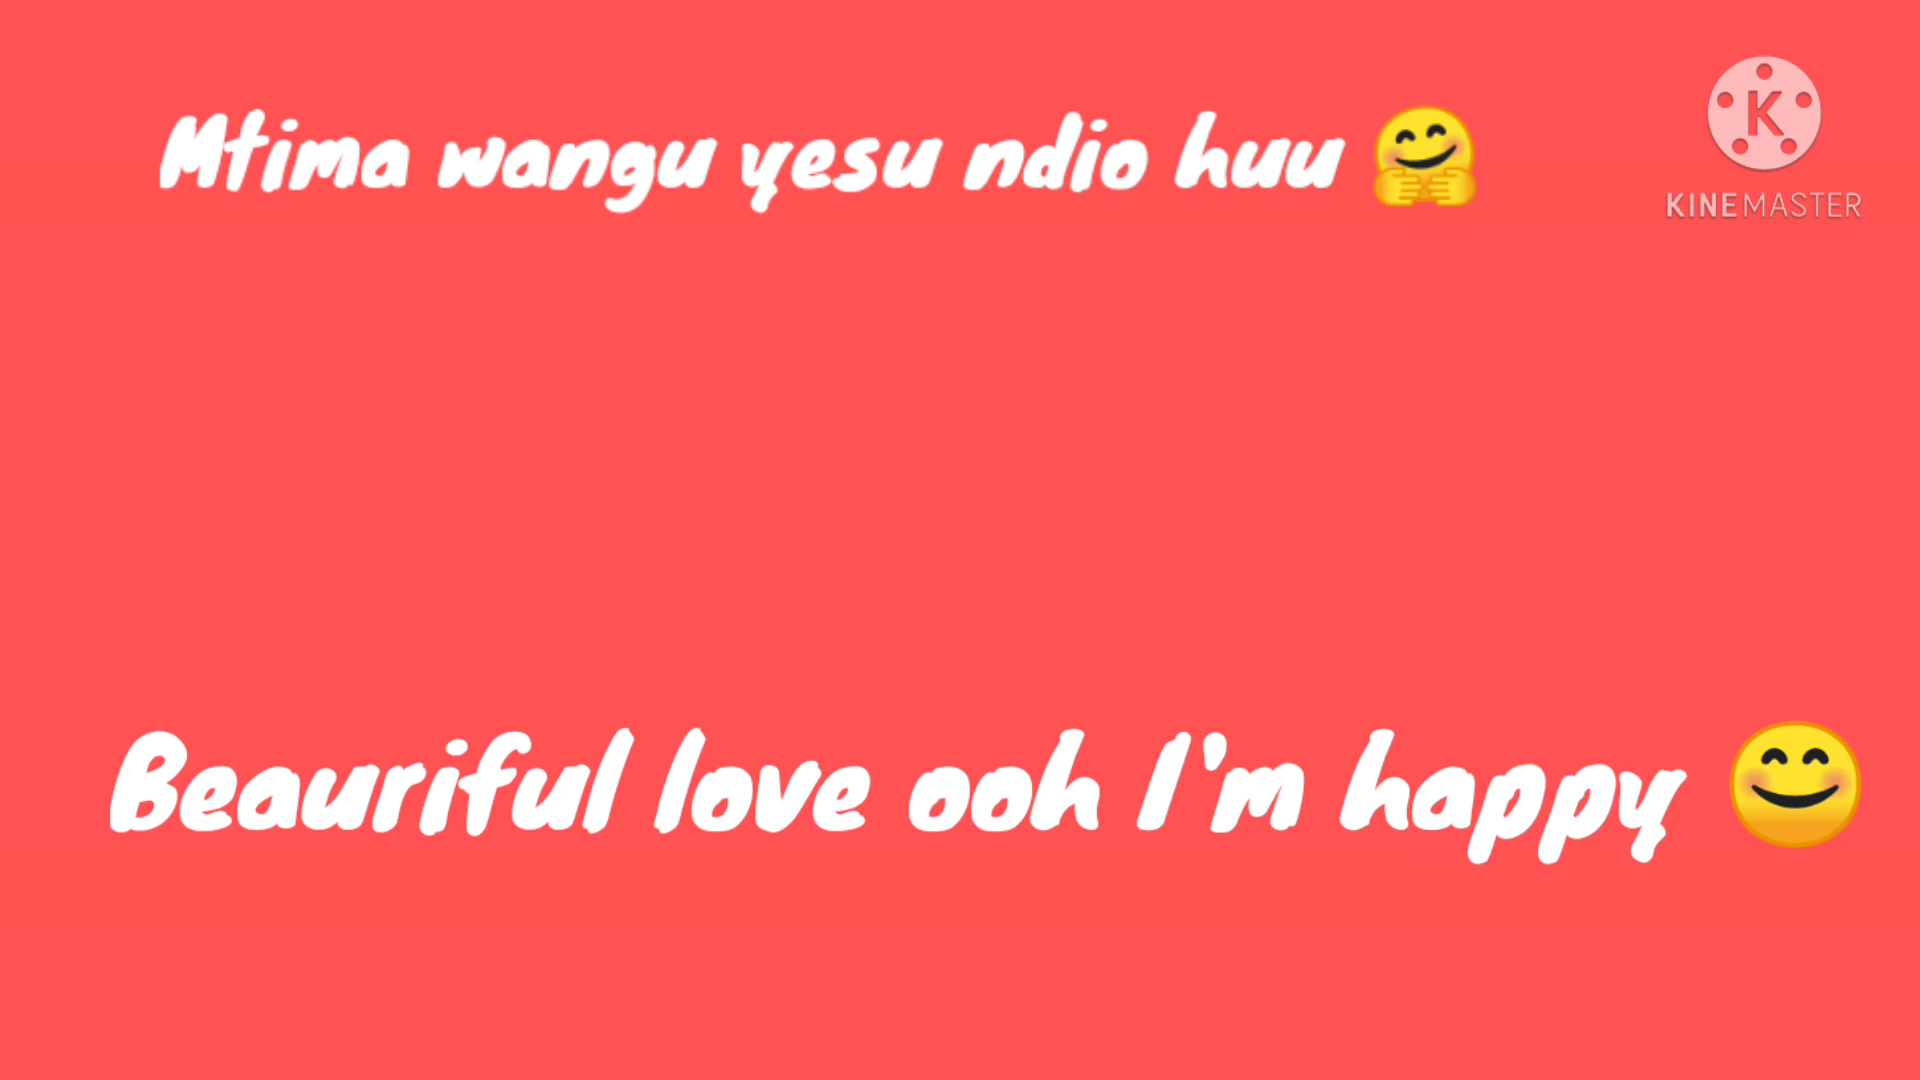 Mtima wangu yesu ndio huu 🤗
K
KINEMASTER
Beauriful love ooh I'm happy 😊